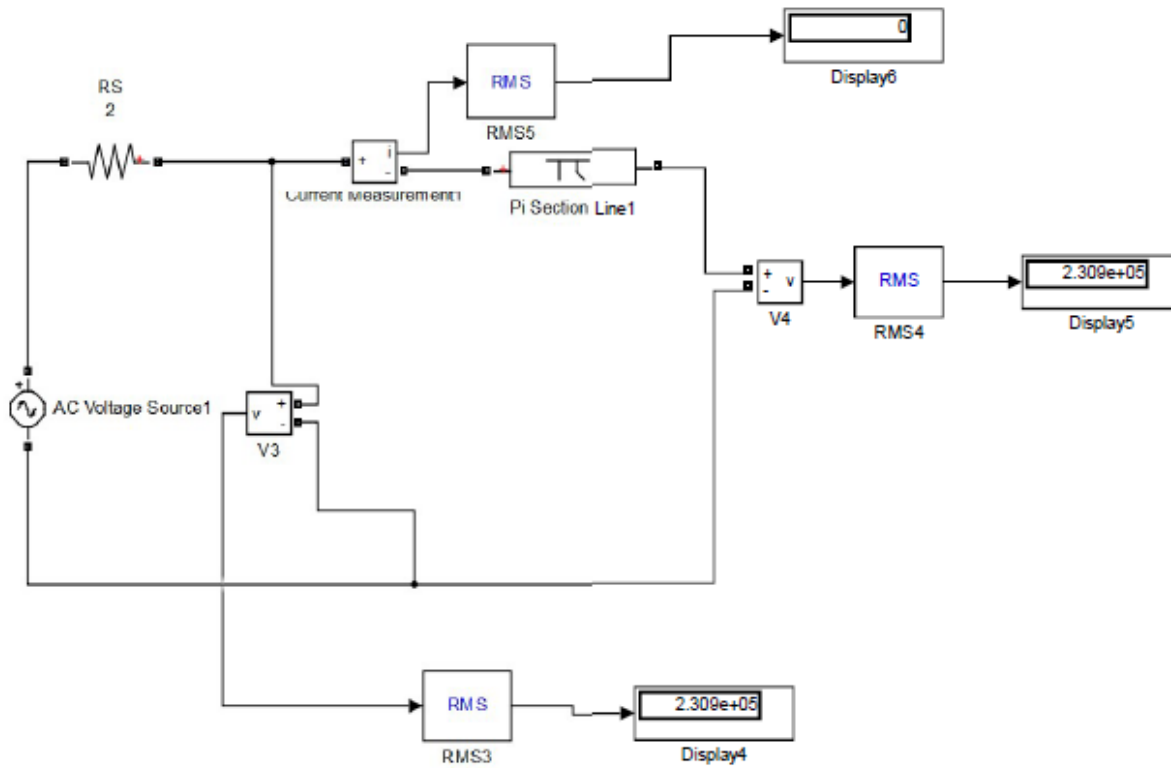 0
Display6
RS
2
RMS
RMS5
+
i
-
Current Measurement1
Pi Section Line1
+
-
v
V4
RMS
RMS4
2.309e+05
Display5
+
AC Voltage Source1
v
+
-
V3
RMS
RMS3
2.309e+05
Display4